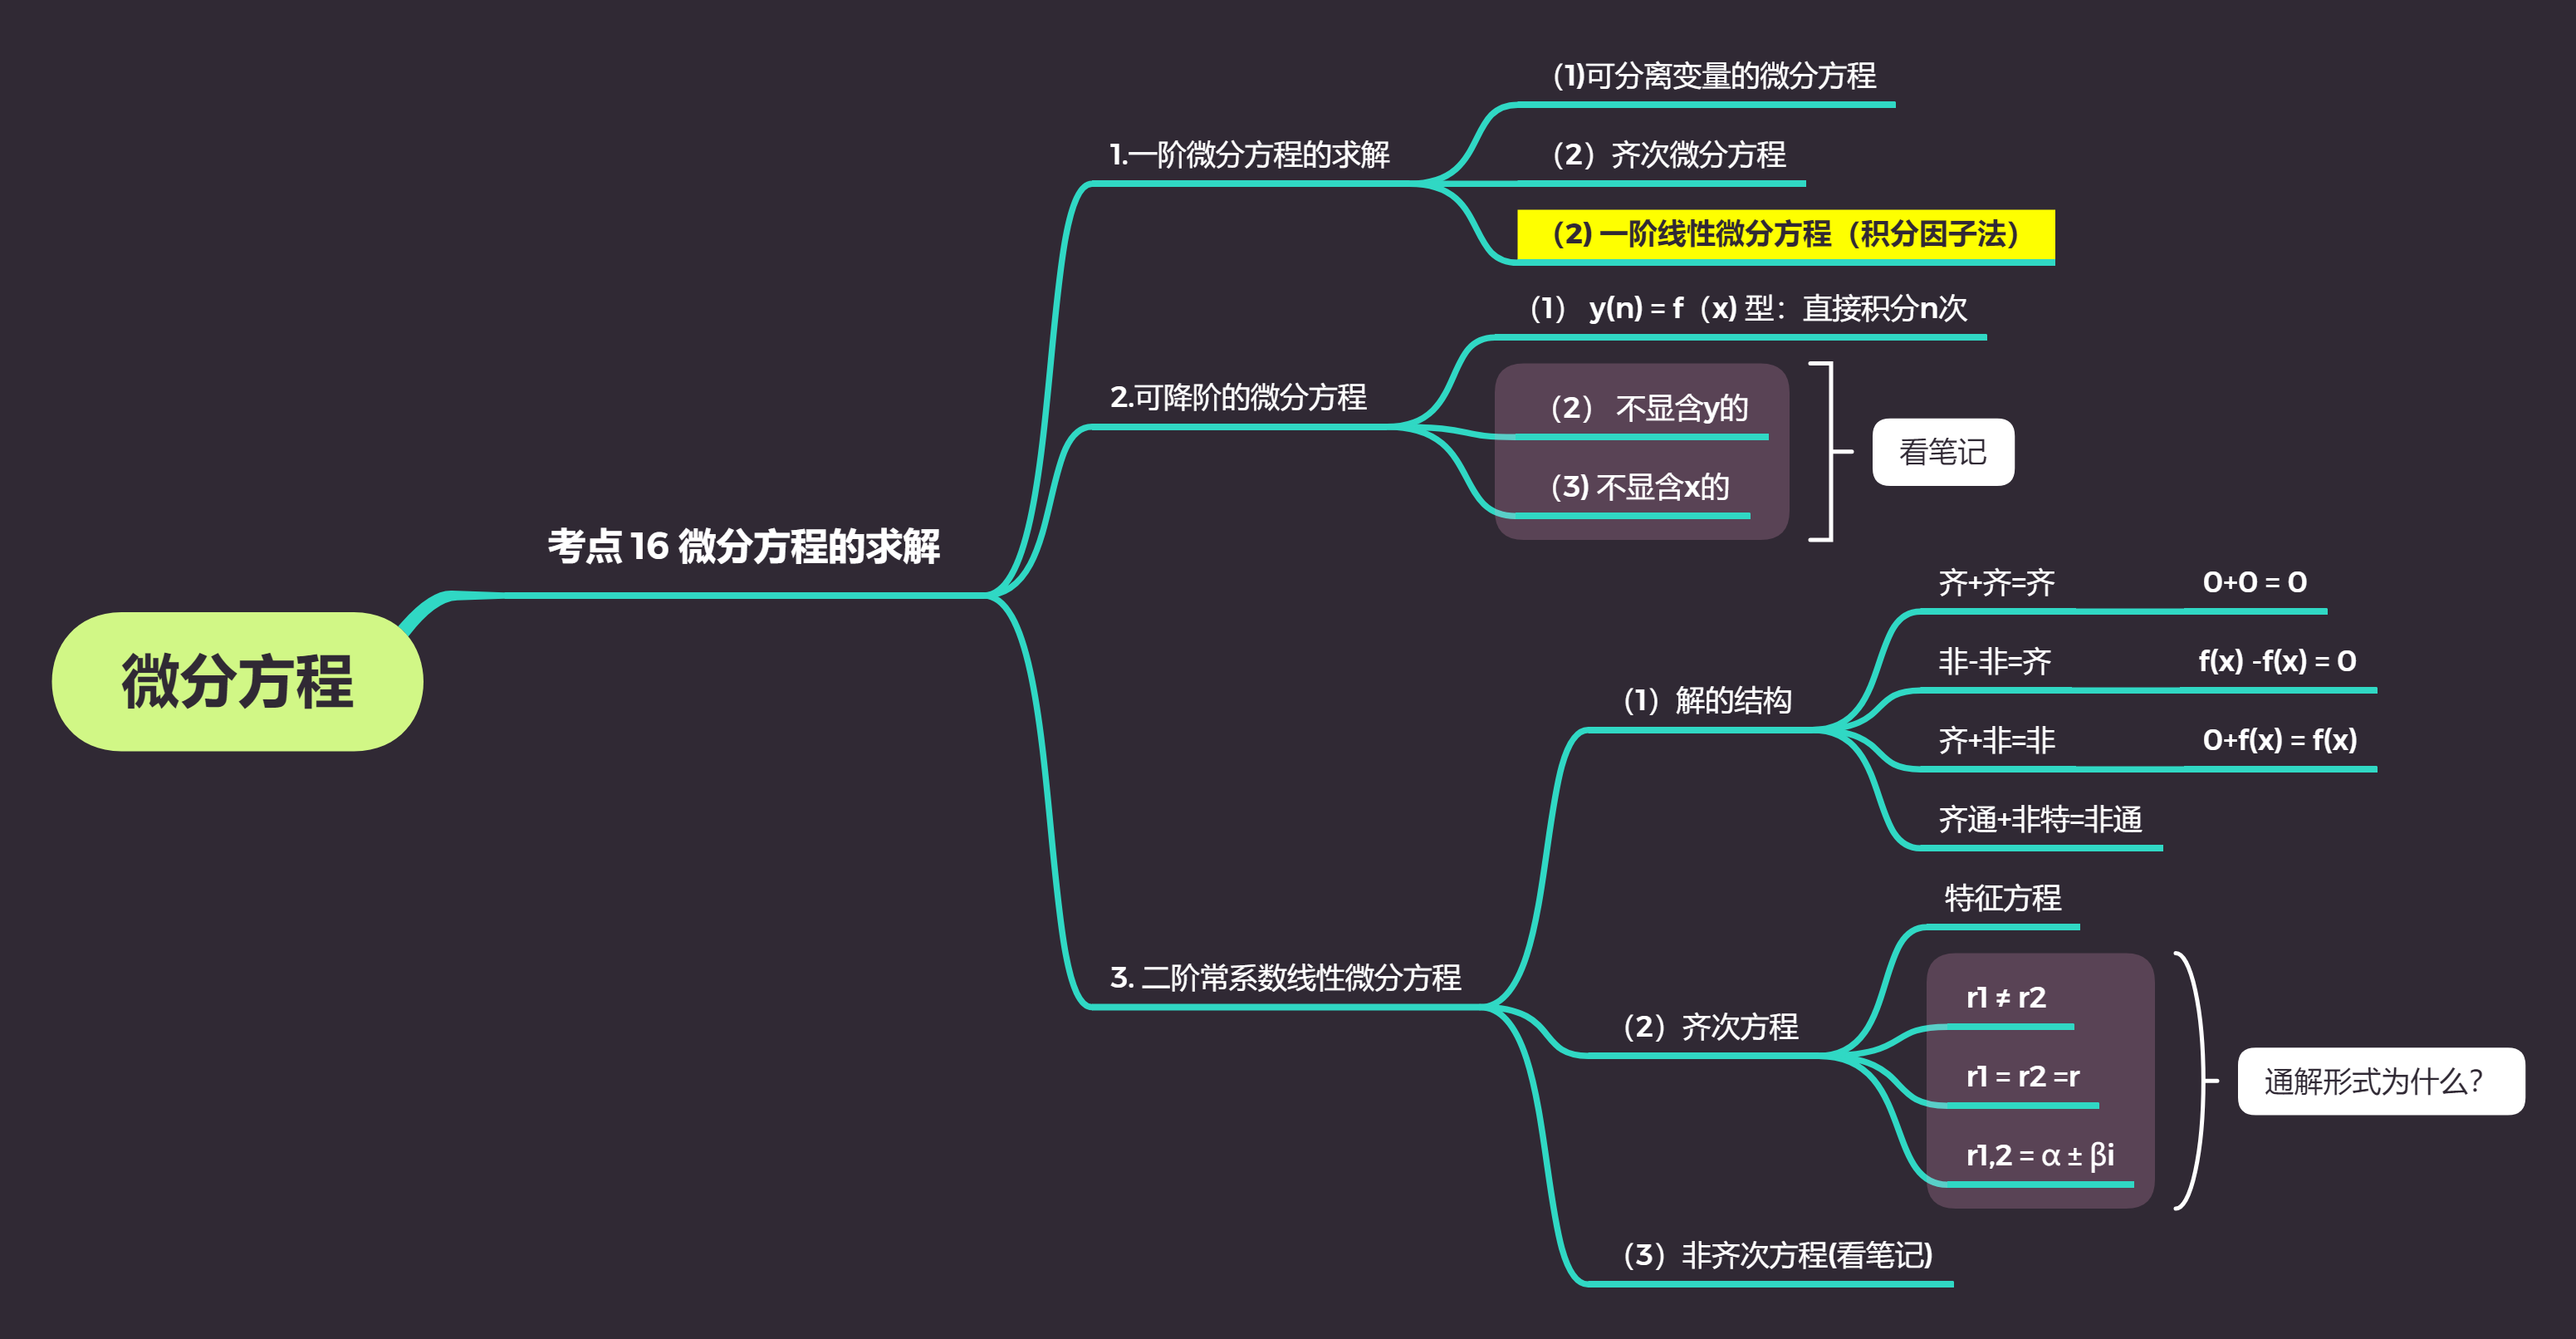 微分方程
考点 16 微分方程的求解
1.一阶微分方程的求解
（1)可分离变量的微分方程
（2）齐次微分方程
（2) 一阶线性微分方程（积分因子法）
2.可降阶的微分方程
（1） y(n) = f（x) 型：直接积分n次
（2） 不显含y的
（3) 不显含x的
看笔记
3. 二阶常系数线性微分方程
（1）解的结构
齐+齐=齐
0+0 = 0
非-非=齐
f(x) -f(x) = 0
齐+非=非
0+f(x) = f(x)
齐通+非特=非通
（2）齐次方程
特征方程
r1 ≠ r2
r1 = r2 =r
r1,2 = α ± βi
通解形式为什么？
（3）非齐次方程(看笔记)